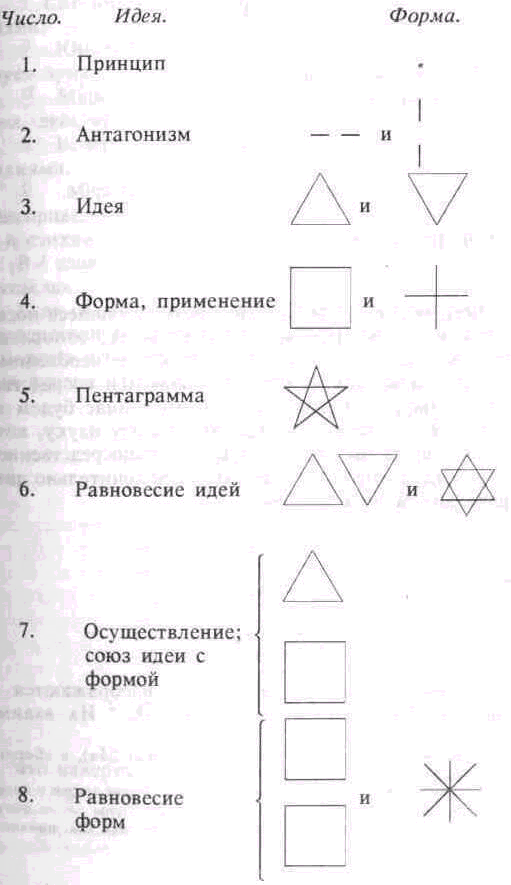 Число. Идея. Форма.
1. Принцип
2. Антагонизм и
3. Идея и
4. Форма, применение и
5. Пентаграмма
6. Равновесие идей и
7. Осуществление;
союз идеи с
формой
8. Равновесие и
форм